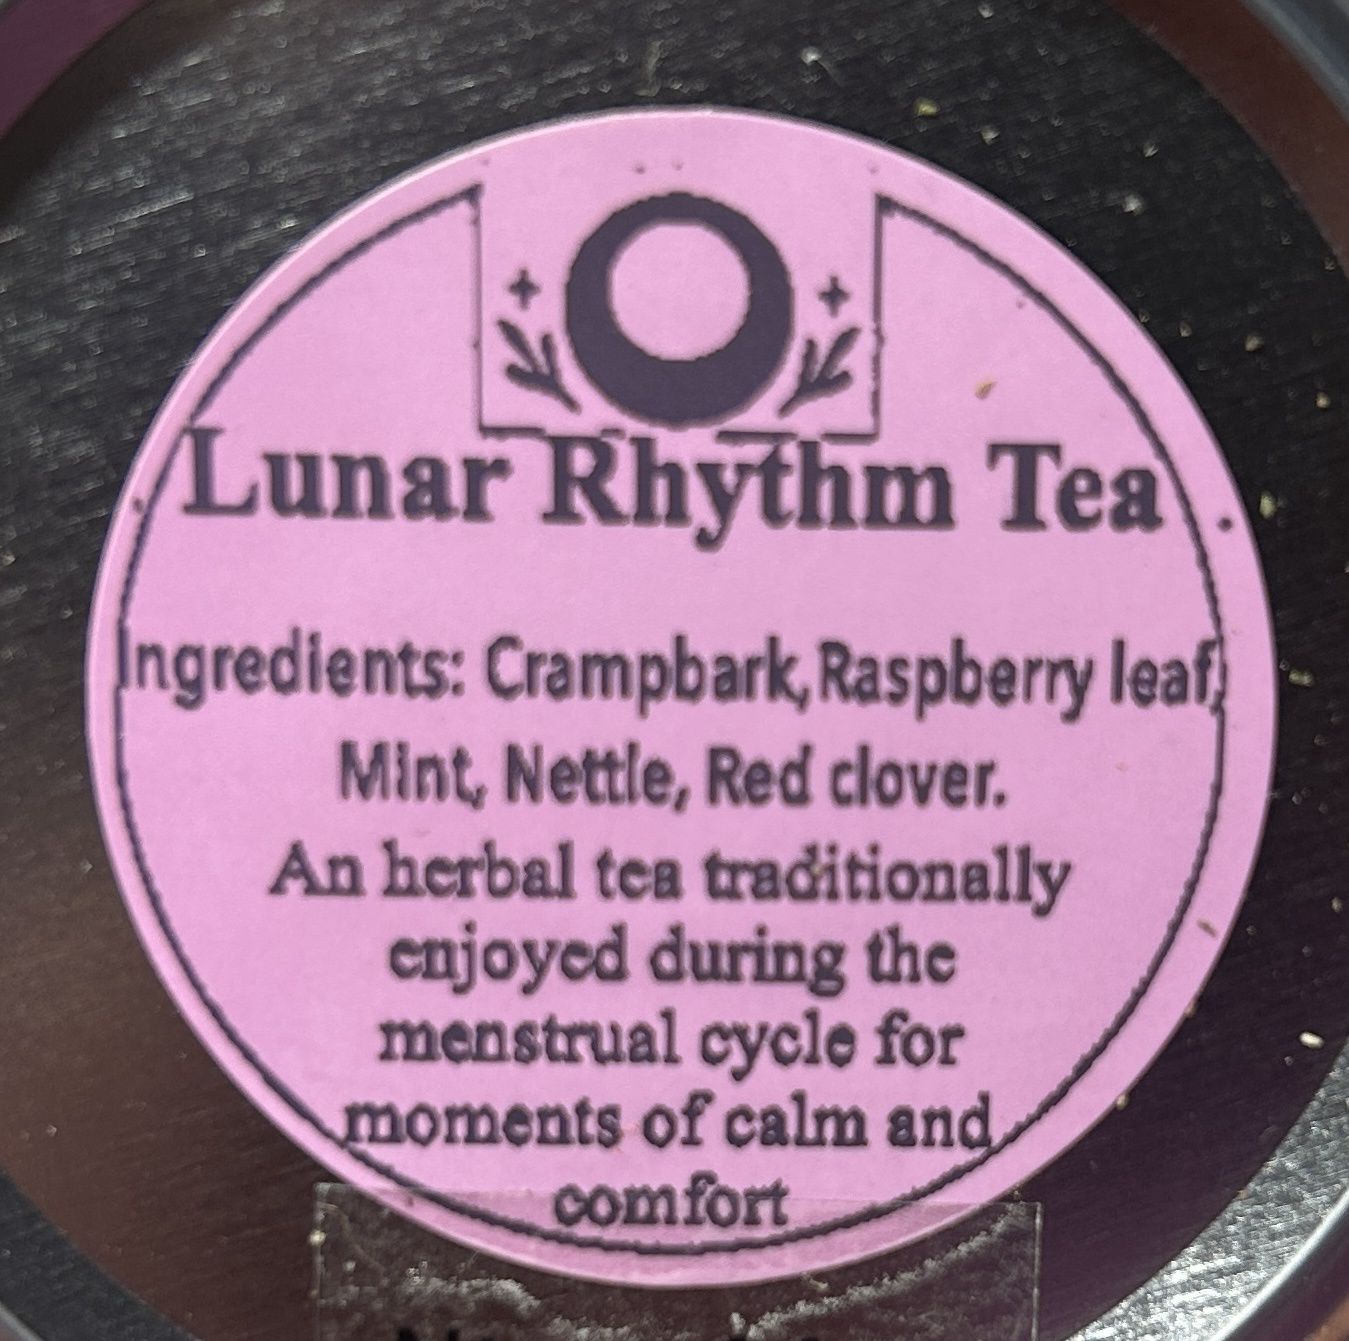 Lunar Rhythm Tea
Ingredients: Crampbark, Raspberry leaf,
Mint, Nettle, Red clover.
An herbal tea traditionally
enjoyed during the
menstrual cycle for
moments of calm and
comfort